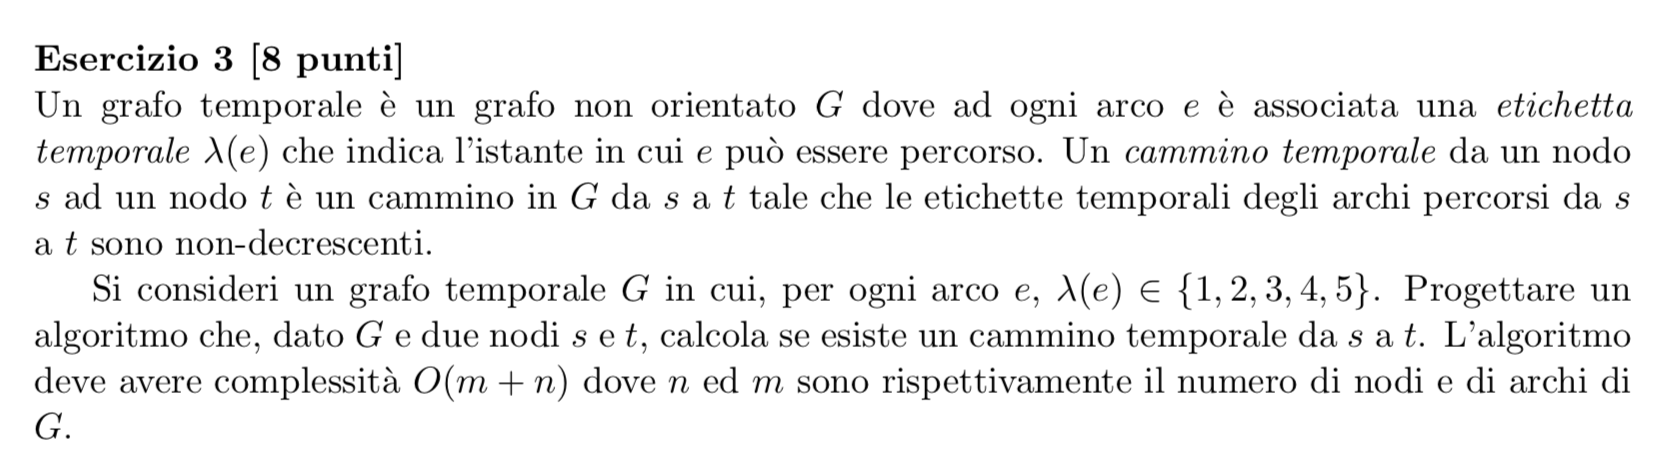 Esercizio 3 [8 punti]
Un grafo temporale è un grafo non orientato G dove ad ogni arco e è associata una etichetta
temporale λ(e) che indica l'istante in cui e può essere percorso. Un cammino temporale da un nodo
s ad un nodo t è un cammino in G da s a t tale che le etichette temporali degli archi percorsi da s
a t sono non-decrescenti.
Si consideri un grafo temporale G in cui, per ogni arco e, λ(e) ∈ {1, 2, 3, 4, 5}. Progettare un
algoritmo che, dato G e due nodi s e t, calcola se esiste un cammino temporale da s a t. L'algoritmo
deve avere complessità O(m + n) dove n ed m sono rispettivamente il numero di nodi e di archi di
G.